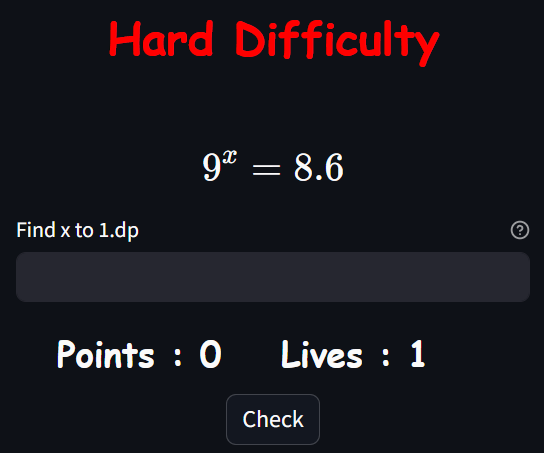 Hard Difficulty
9^x = 8.6
Find x to 1.dp
Points : 0 Lives : 1
Check